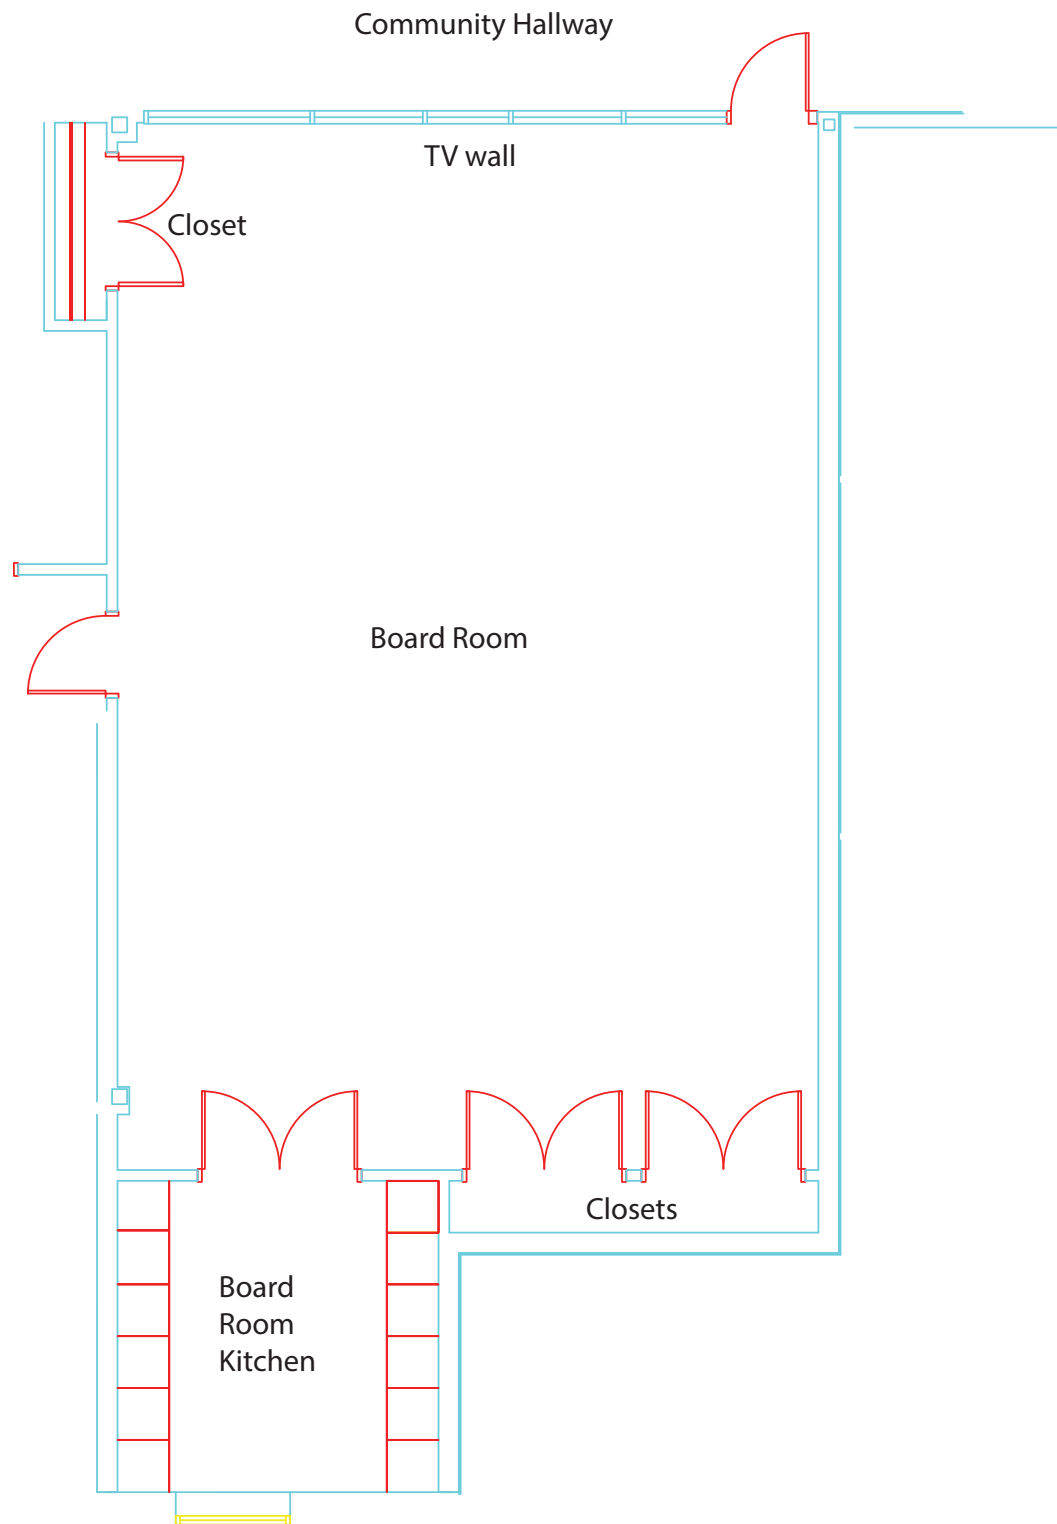 Community Hallway
TV wall
Closet
Board Room
Closets
Board
Room
Kitchen